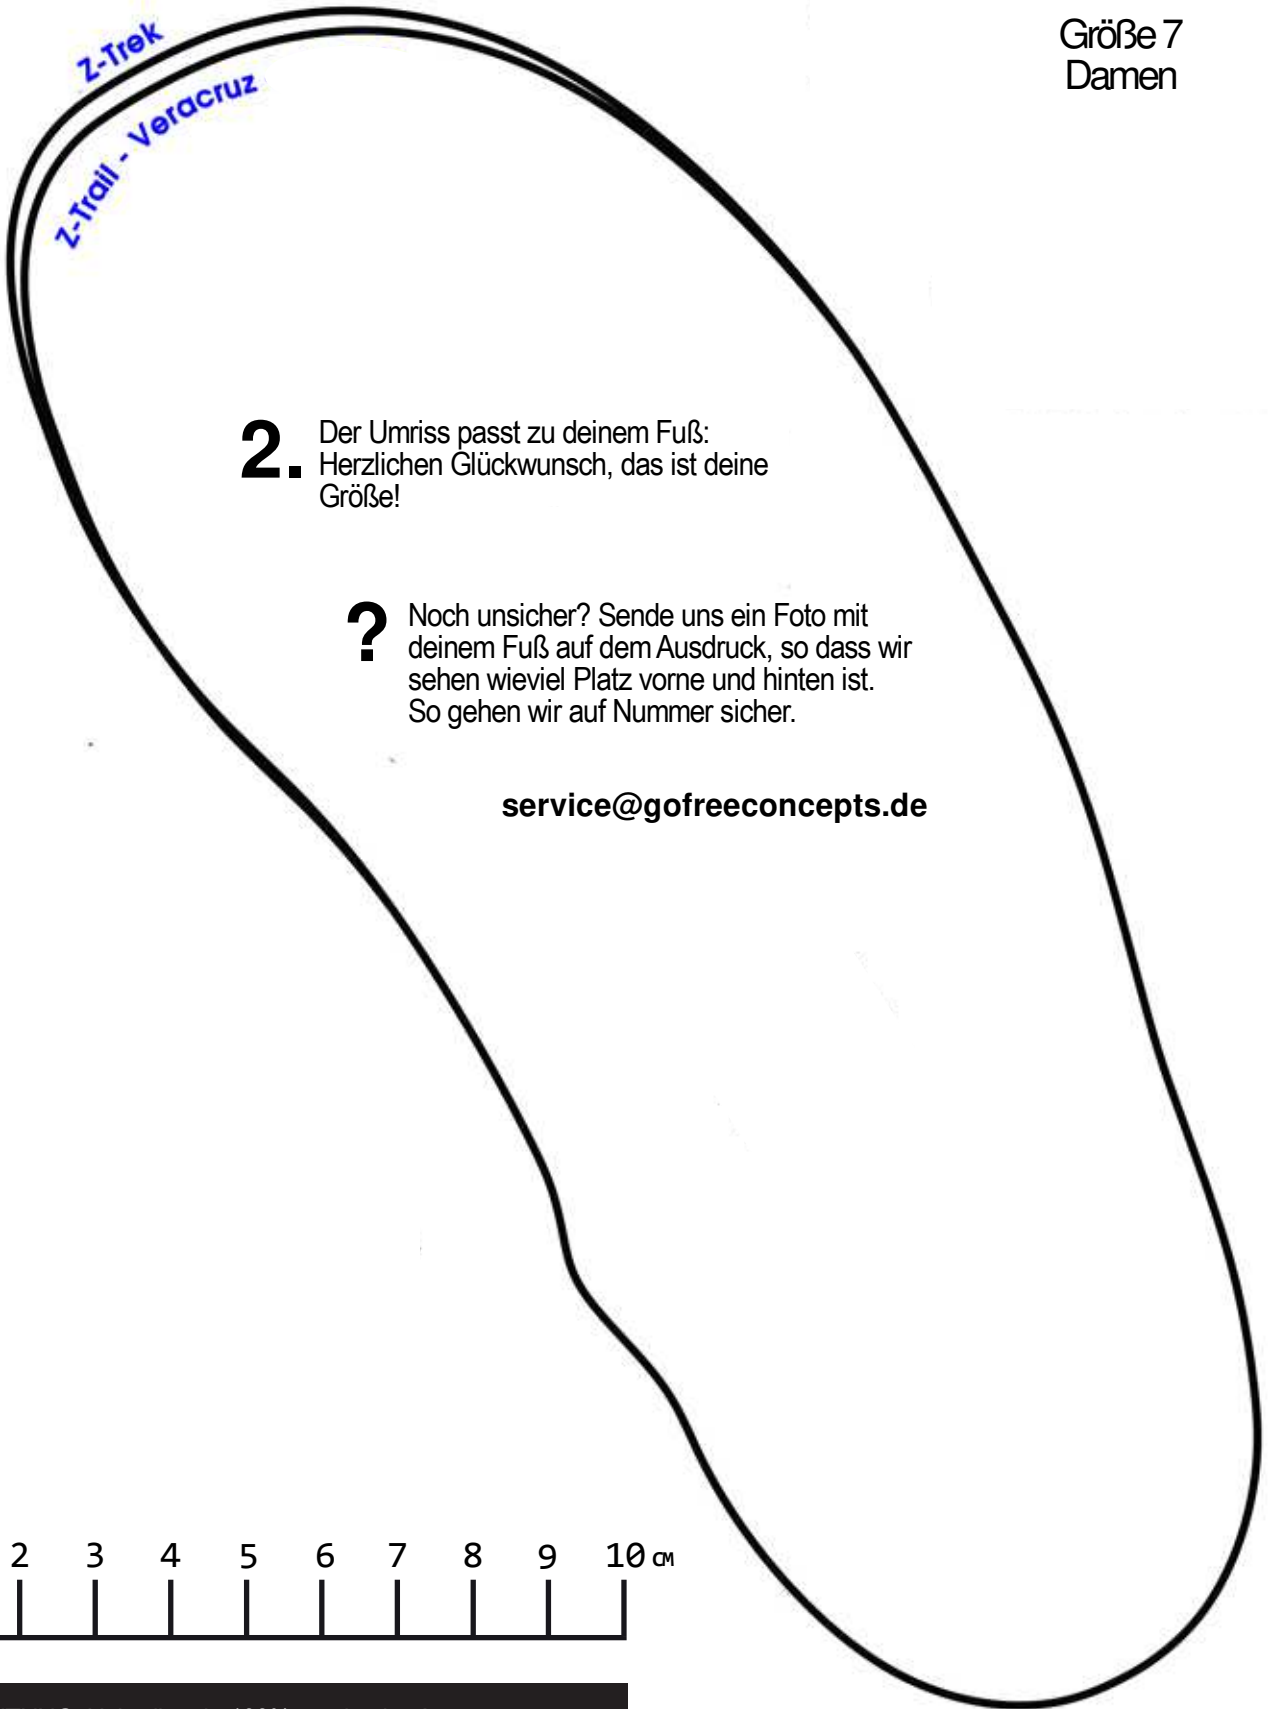 Größe 7
Damen
Z-Trek
Z-Trail - Veracruz
2. Der Umriss passt zu deinem Fuß:
Herzlichen Glückwunsch, das ist deine
Größe!
? Noch unsicher? Sende uns ein Foto mit
deinem Fuß auf dem Ausdruck, so dass wir
sehen wieviel Platz vorne und hinten ist.
So gehen wir auf Nummer sicher.
service@gofreeconcepts.de
2 3 4 5 6 7 8 9 10 CM